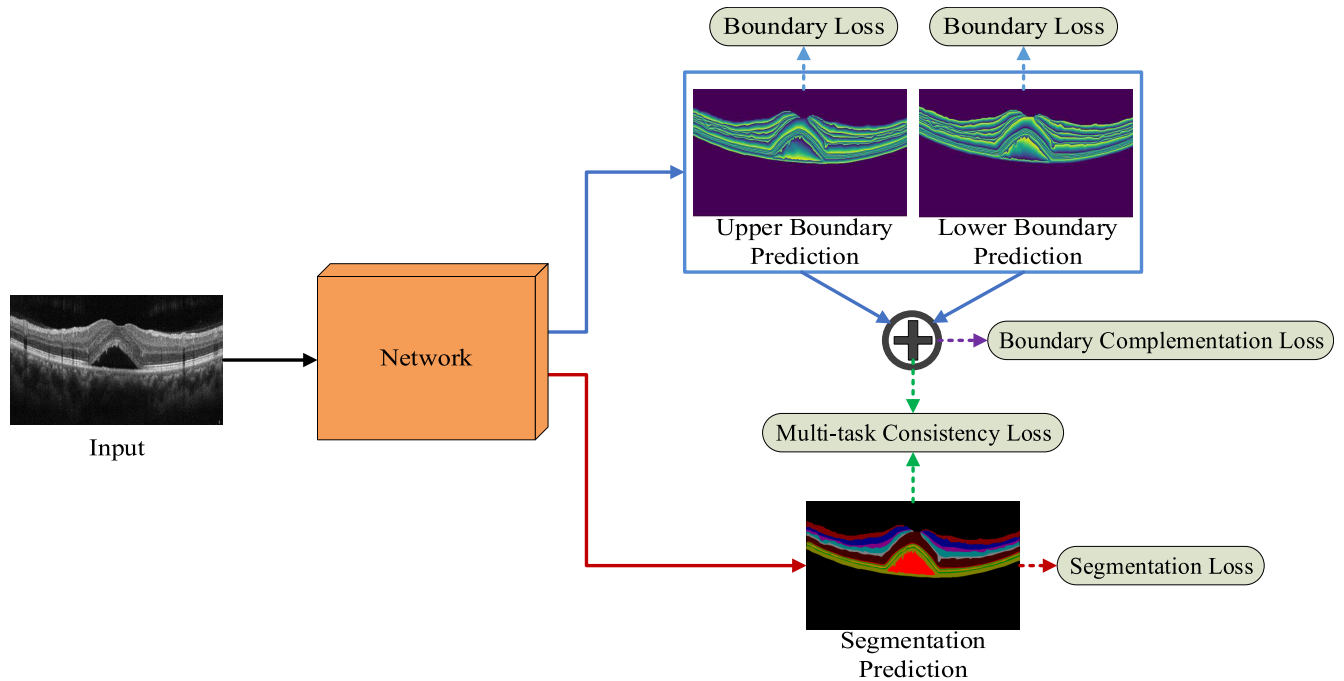 Boundary Loss
Boundary Loss
Upper Boundary
Prediction
Lower Boundary
Prediction
Network
Boundary Complementation Loss
Input
Multi-task Consistency Loss
Segmentation Loss
Segmentation
Prediction